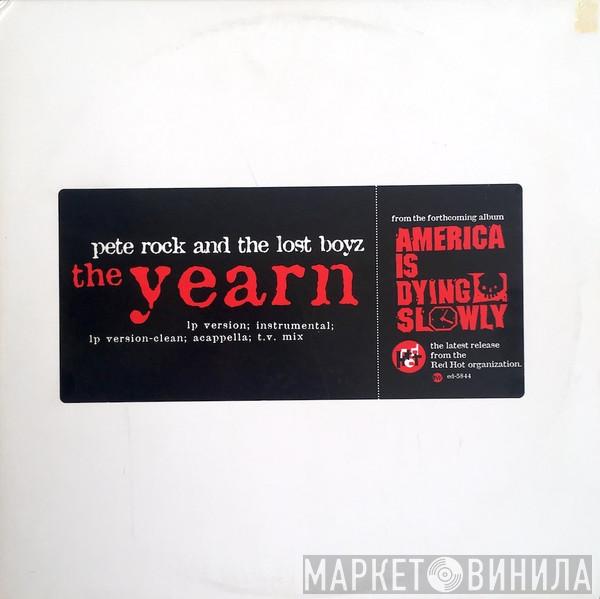 pete rock and the lost boyz
the yearn
lp version; instrumental;
lp version-clean; acappella; t.v. mix
from the forthcoming album
AMERICA
IS
DYING
SLOWLY
the latest release
from the
Red Hot organization.
ed-5844
МАРКЕТ ВИНИЛА